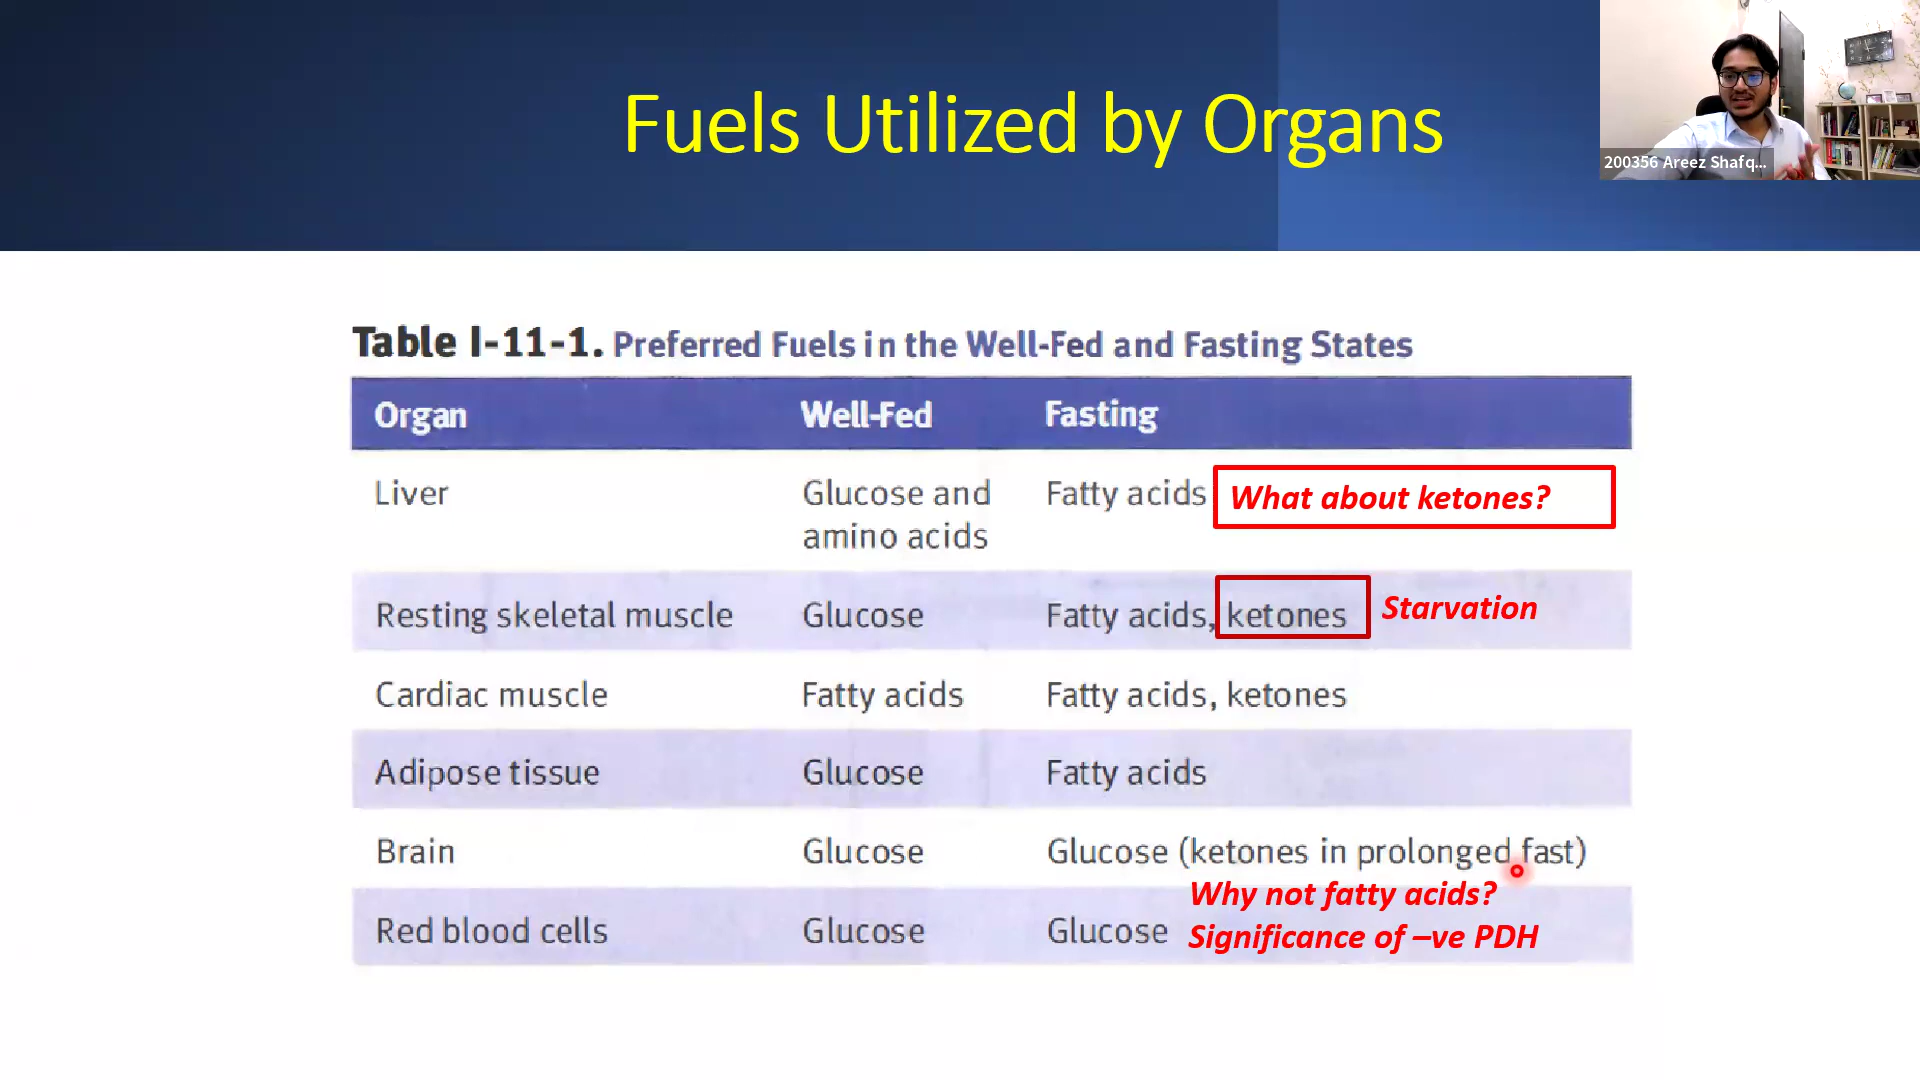 Fuels Utilized by Organs
200356 Areez Shafq...
Table I-11-1. Preferred Fuels in the Well-Fed and Fasting States
Organ Well-Fed Fasting
Liver Glucose and Fatty acids What about ketones?
amino acids
Resting skeletal muscle Glucose Fatty acids, ketones Starvation
Cardiac muscle Fatty acids Fatty acids, ketones
Adipose tissue Glucose Fatty acids
Brain Glucose Glucose (ketones in prolonged fast)
Why not fatty acids?
Red blood cells Glucose Glucose Significance of –ve PDH